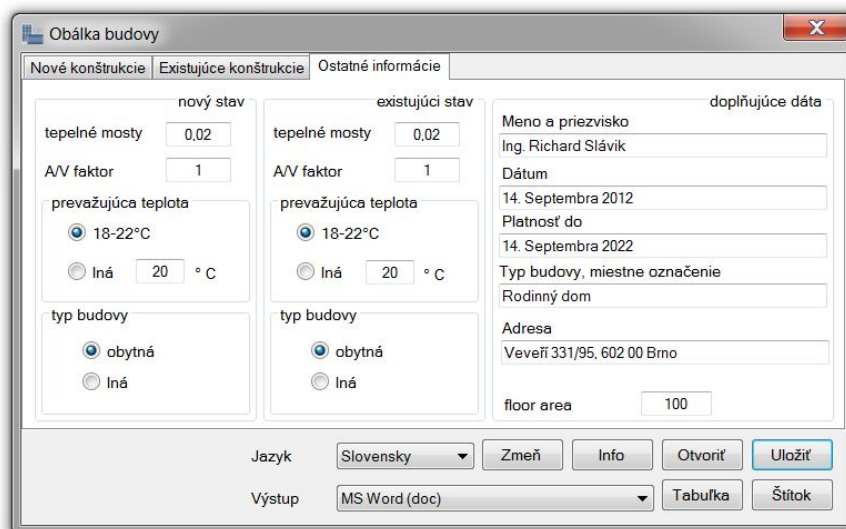 Obálka budovy
Nové konštrukcie Existujúce konštrukcie Ostatné informácie
nový stav
tepelné mosty 0,02
A/V faktor 1
prevažujúca teplota
18-22°C
Iná 20 ° C
typ budovy
obytná
Iná
existujúci stav
tepelné mosty 0,02
A/V faktor 1
prevažujúca teplota
18-22°C
Iná 20 ° C
typ budovy
obytná
Iná
doplňujúce dáta
Meno a priezvisko
Ing. Richard Slávik
Dátum
14. Septembra 2012
Platnosť do
14. Septembra 2022
Typ budovy, miestne označenie
Rodinný dom
Adresa
Veveří 331/95, 602 00 Brno
floor area 100
Jazyk Slovensky Zmeň Info Otvoriť Uložiť
Výstup MS Word (doc) Tabuľka Štítok